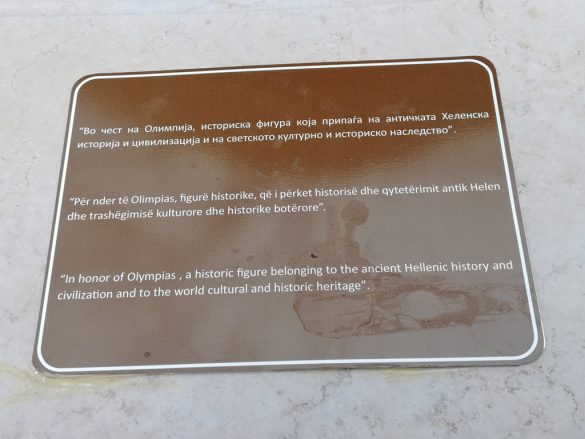 “Во чест на Олимпија, историска фигура која припаѓа на античката Хеленска
историја и цивилизација и на светското културно и историско наследство”.
“Për nder të Olimpias, figurë historike, që i përket historisë dhe qytetërimit antik Helen
dhe trashëgimisë kulturore dhe historike botërore”.
“In honor of Olympias , a historic figure belonging to the ancient Hellenic history and
civilization and to the world cultural and historic heritage”.